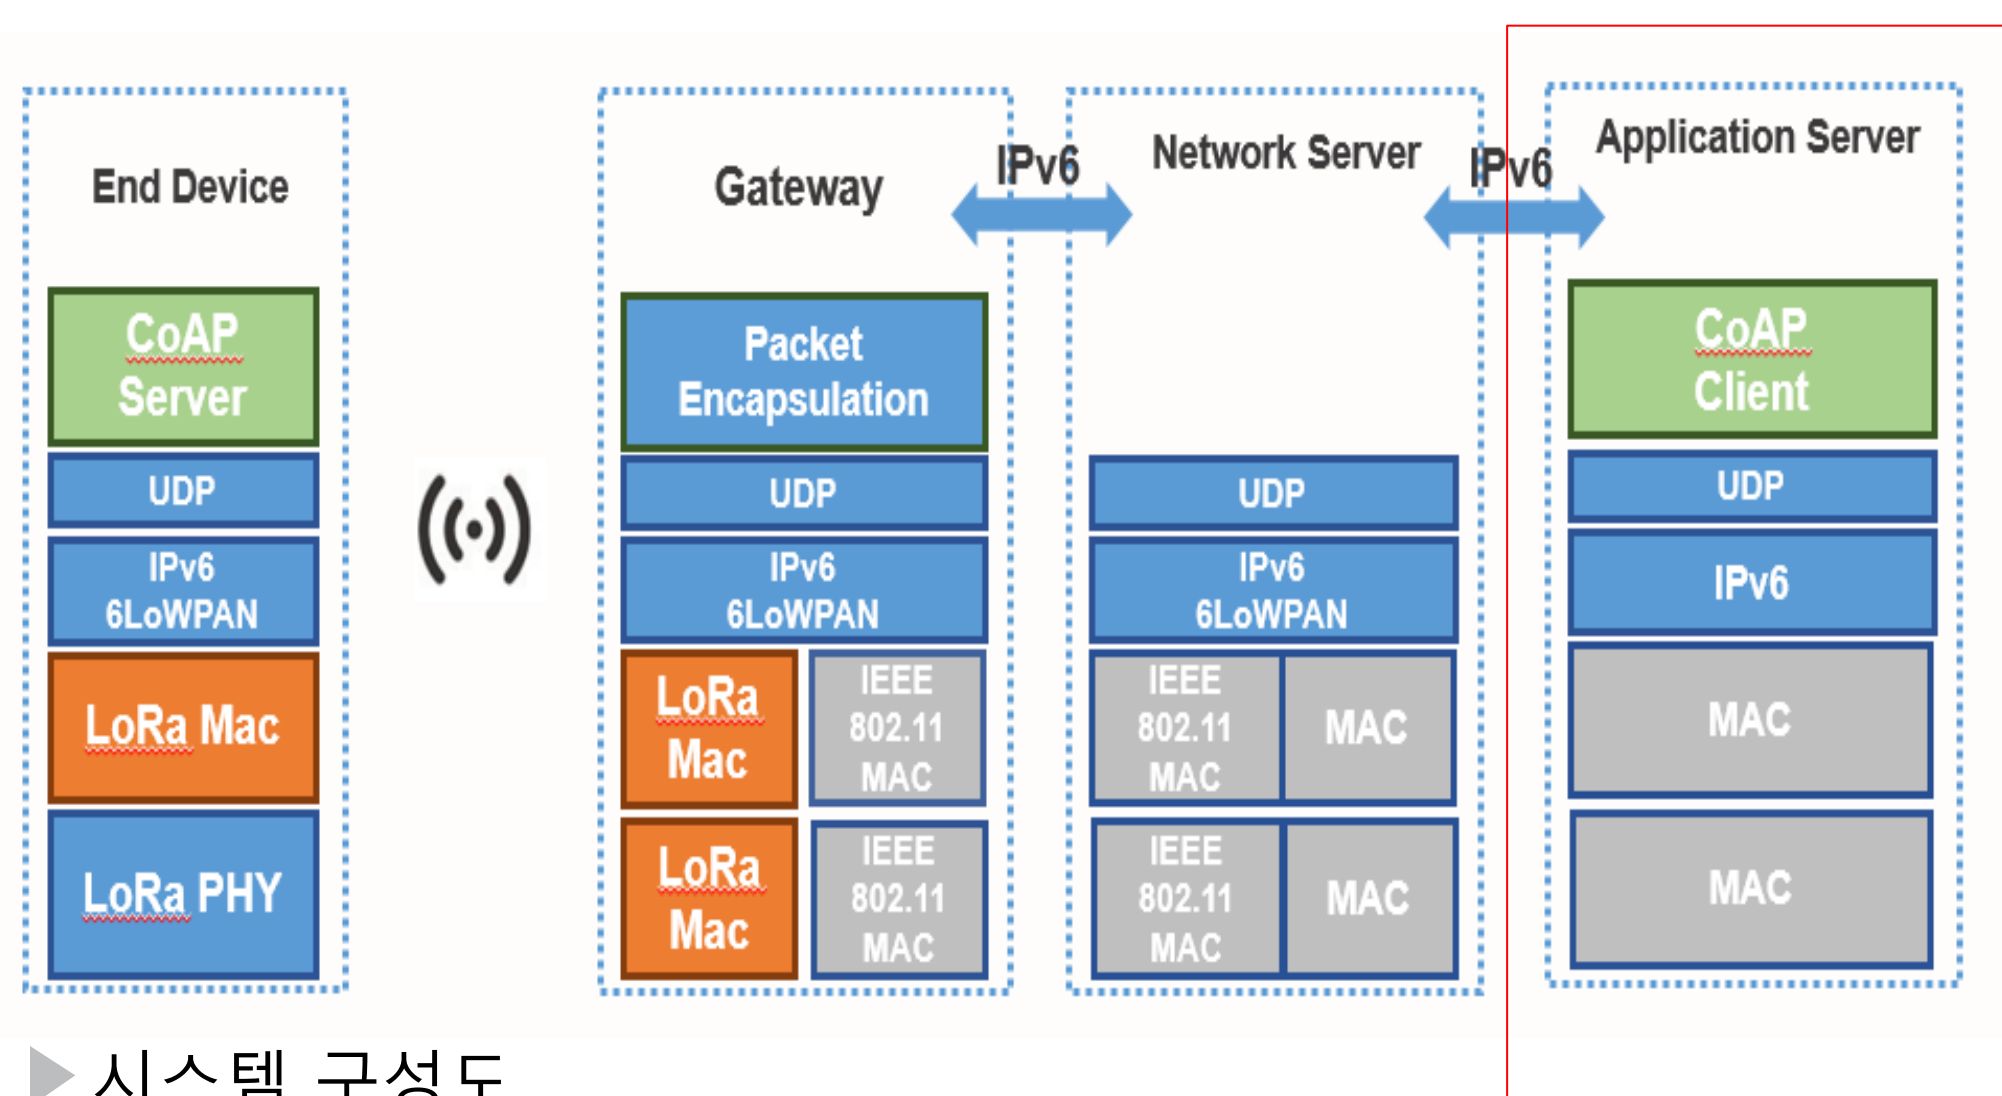 End Device
CoAP
Server
UDP
IPv6
6LoWPAN
LoRa Mac
LoRa PHY
Gateway
Packet
Encapsulation
UDP
IPv6
6LoWPAN
LoRa
Mac
IEEE
802.11
MAC
LoRa
Mac
IEEE
802.11
MAC
IPv6
Network Server
UDP
IPv6
6LoWPAN
IEEE
802.11
MAC
MAC
IEEE
802.11
MAC
MAC
IPv6
Application Server
CoAP
Client
UDP
IPv6
MAC
MAC
시스템 구성도